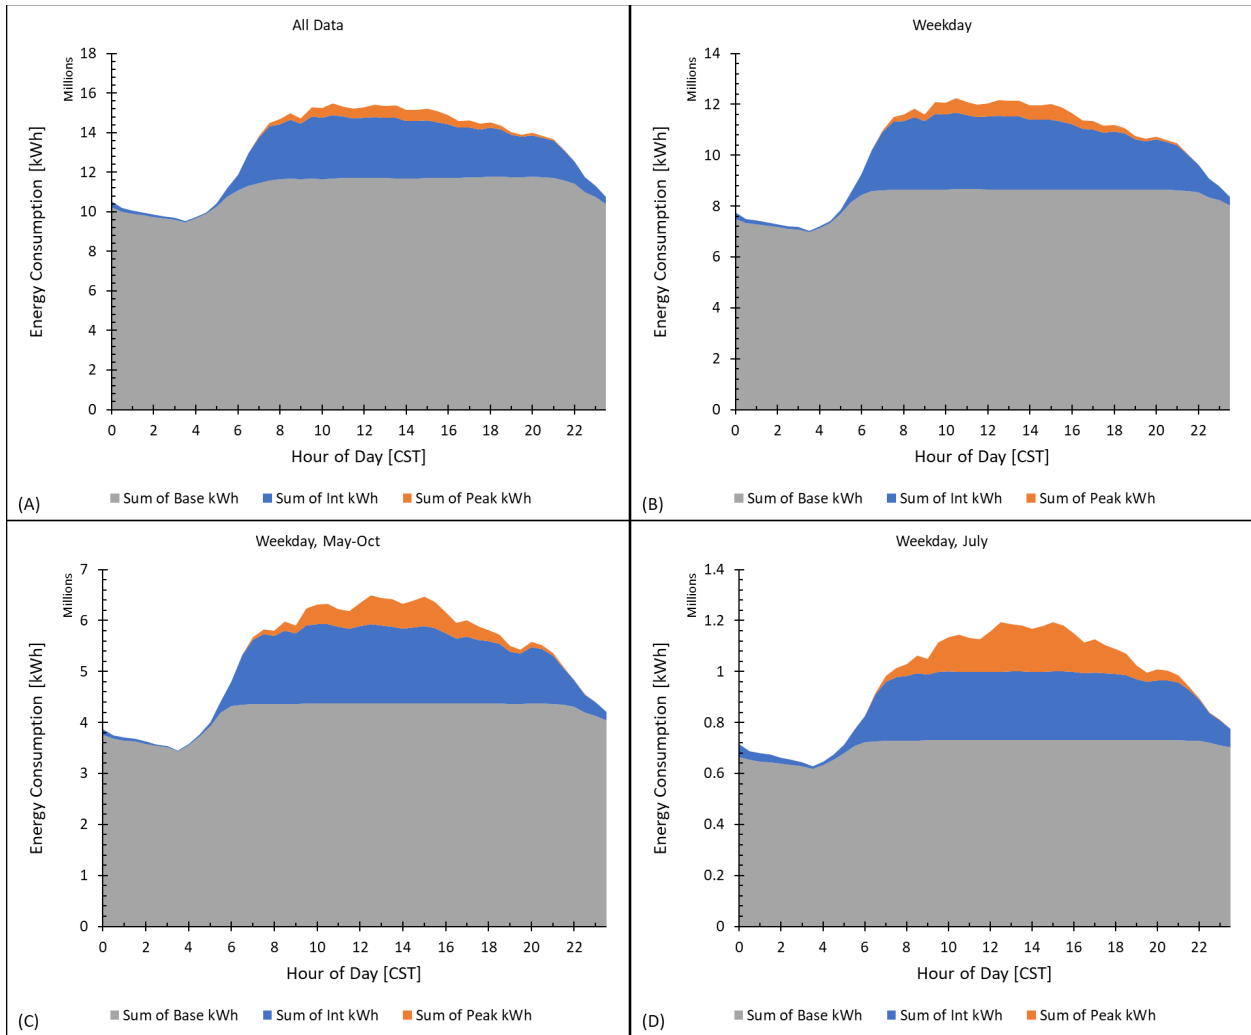 All Data
Millions
Energy Consumption [kWh]
18
16
14
12
10
8
6
4
2
0
0 2 4 6 8 10 12 14 16 18 20 22
Hour of Day [CST]
Sum of Base kWh Sum of Int kWh Sum of Peak kWh
(A)
Weekday
Millions
Energy Consumption [kWh]
14
12
10
8
6
4
2
0
0 2 4 6 8 10 12 14 16 18 20 22
Hour of Day [CST]
Sum of Base kWh Sum of Int kWh Sum of Peak kWh
(B)
Weekday, May-Oct
Millions
Energy Consumption [kWh]
7
6
5
4
3
2
1
0
0 2 4 6 8 10 12 14 16 18 20 22
Hour of Day [CST]
Sum of Base kWh Sum of Int kWh Sum of Peak kWh
(C)
Weekday, July
Millions
Energy Consumption [kWh]
1.4
1.2
1
0.8
0.6
0.4
0.2
0
0 2 4 6 8 10 12 14 16 18 20 22
Hour of Day [CST]
Sum of Base kWh Sum of Int kWh Sum of Peak kWh
(D)